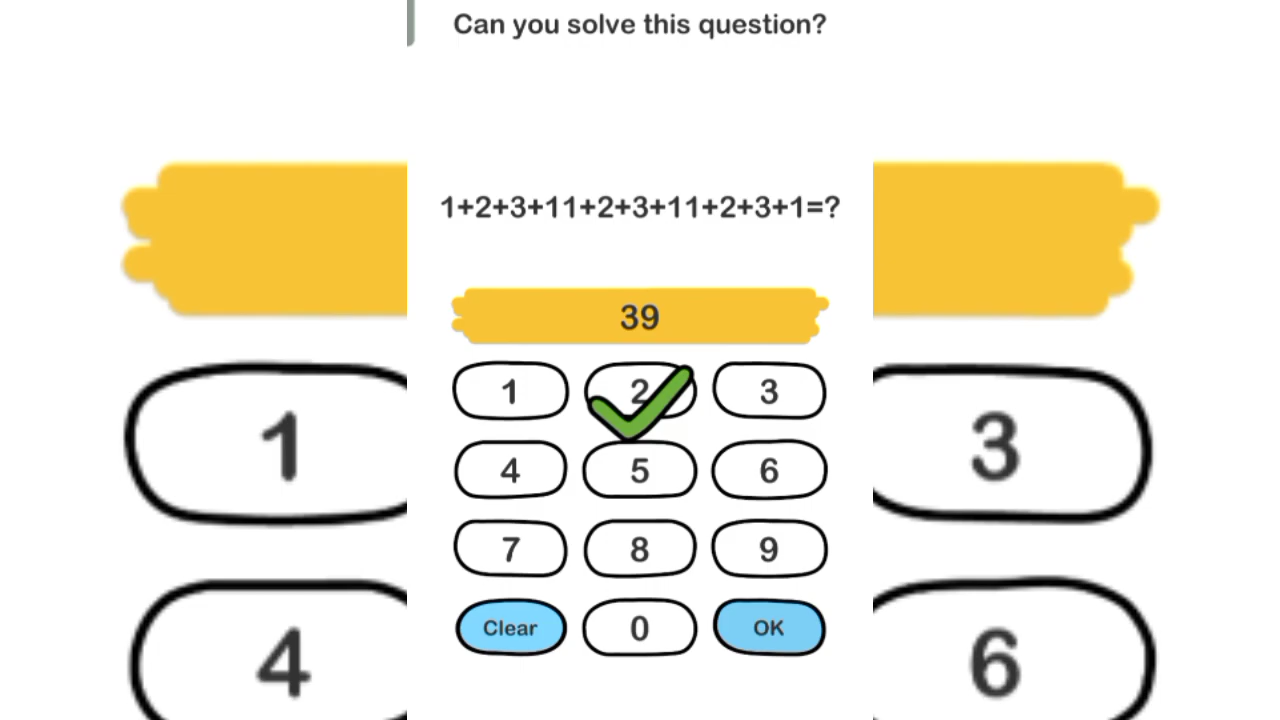 Can you solve this question?
1+2+3+11+2+3+11+2+3+1=?
39
1 2 3
4 5 6
7 8 9
Clear 0 OK
1 3
4 6